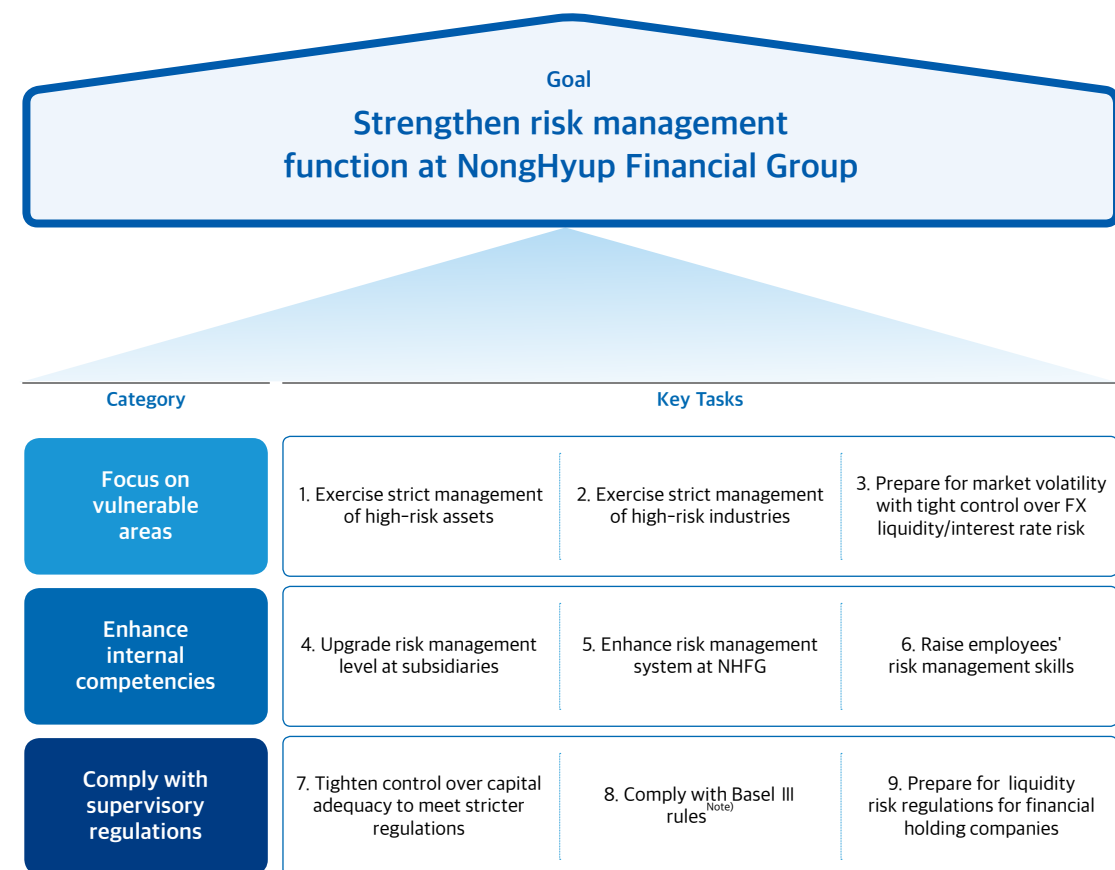 Goal
Strengthen risk management
function at NongHyup Financial Group
Category
Key Tasks
Focus on
vulnerable
areas
1. Exercise strict management
of high-risk assets
2. Exercise strict management
of high-risk industries
3. Prepare for market volatility
with tight control over FX
liquidity/interest rate risk
Enhance
internal
competencies
4. Upgrade risk management
level at subsidiaries
5. Enhance risk management
system at NHFG
6. Raise employees'
risk management skills
Comply with
supervisory
regulations
7. Tighten control over capital
adequacy to meet stricter
regulations
8. Comply with Basel III
rules Note)
9. Prepare for liquidity
risk regulations for financial
holding companies